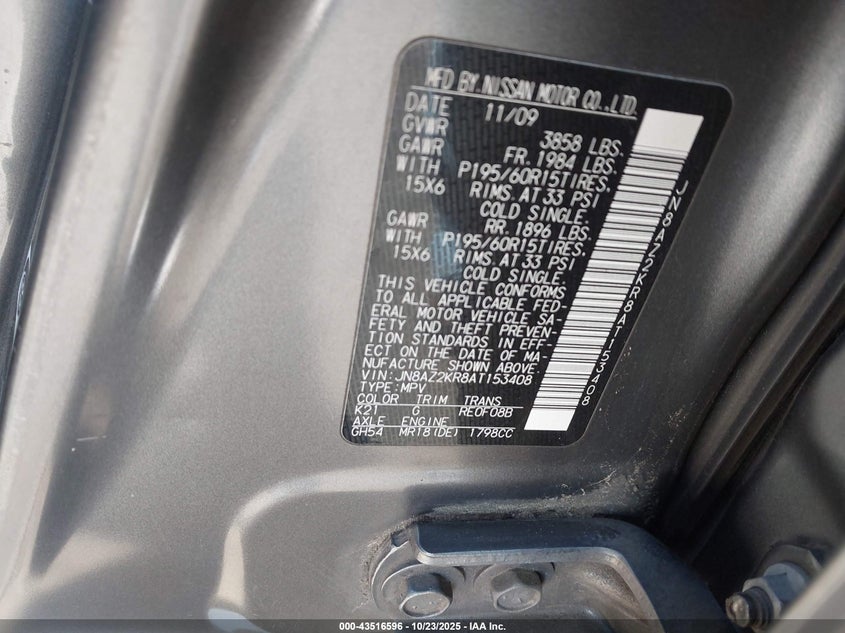 MFD BY NISSAN MOTOR CO.,LTD.
DATE 11/09
GVWR 3858 LBS.
GAWR FR. 1984 LBS.
WITH P195/60R15TIRES.
15X6 RIMS AT 33 PSI
COLD SINGLE.
GAWR RR. 1896 LBS.
WITH P195/60R15TIRES.
15X6 RIMS AT 33 PSI
COLD SINGLE.
THIS VEHICLE CONFORMS
TO ALL APPLICABLE FED-
ERAL MOTOR VEHICLE SA-
FETY AND THEFT PREVEN-
TION STANDARDS IN EFF-
ECT ON THE DATE OF MA-
NUFACTURE SHOWN ABOVE.
VIN:JN8AZ2KR8AT153408
TYPE:MPV
COLOR TRIM TRANS
K21 G RE0F08B
AXLE ENGINE
GH54 MR18(DE) 1798CC
JN8AZ2KR8AT153408
000-43516596 - 10/23/2025 - IAA Inc.